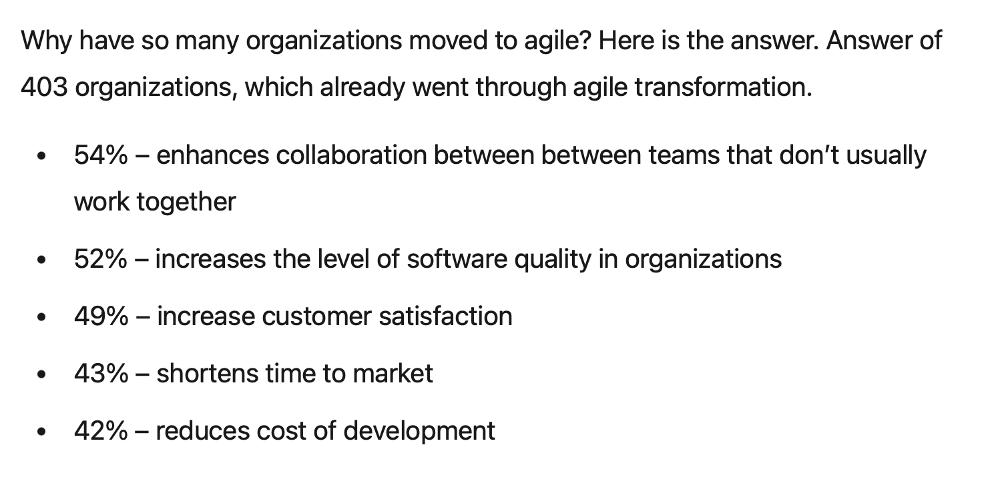 Why have so many organizations moved to agile? Here is the answer. Answer of
403 organizations, which already went through agile transformation.
• 54% – enhances collaboration between between teams that don’t usually
work together
• 52% – increases the level of software quality in organizations
• 49% – increase customer satisfaction
• 43% – shortens time to market
• 42% – reduces cost of development